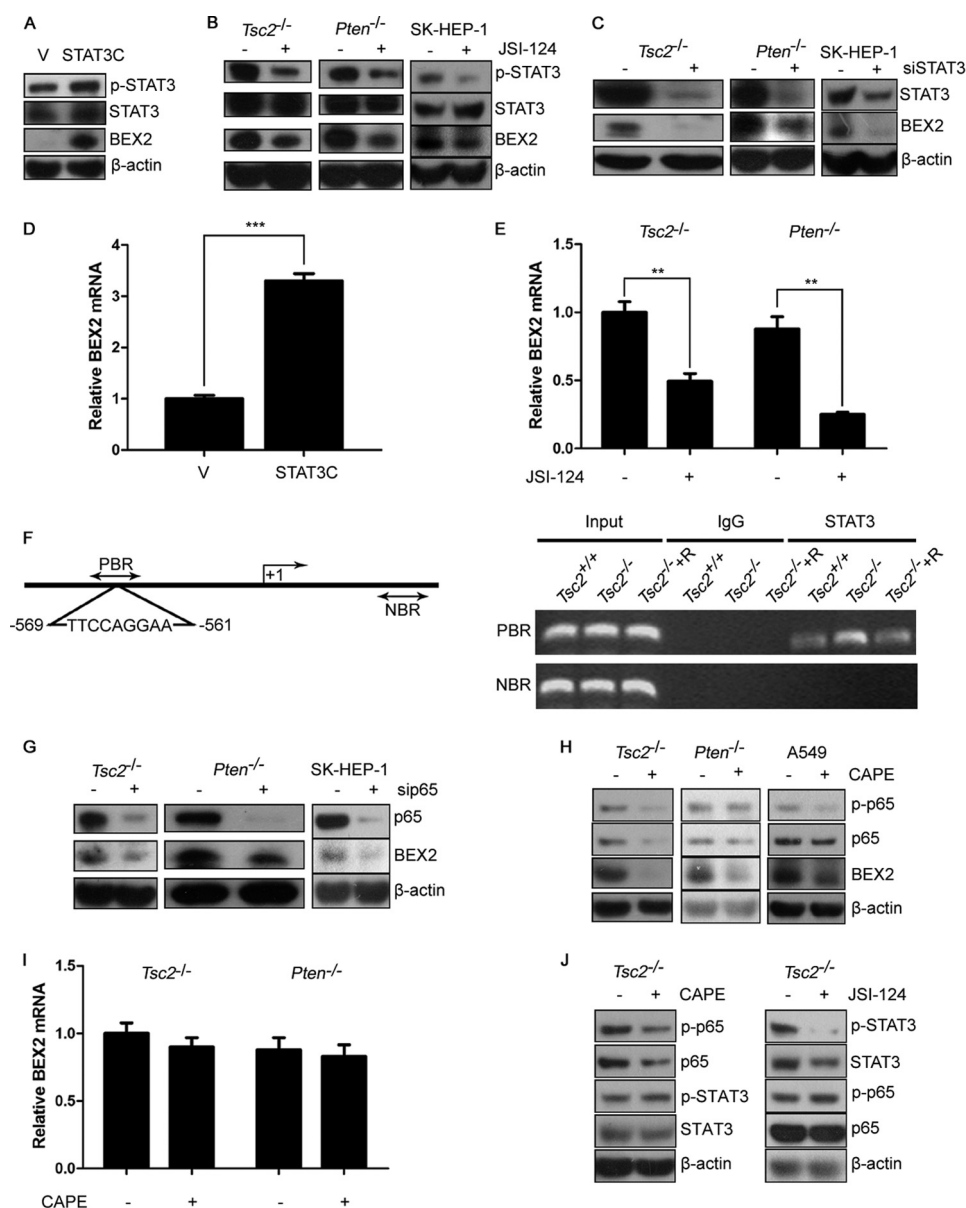 A
V STAT3C
p-STAT3
STAT3
BEX2
β-actin
B
Tsc2-/- Pten-/- SK-HEP-1
- + - + - + JSI-124
p-STAT3
STAT3
BEX2
β-actin
C
Tsc2-/- Pten-/- SK-HEP-1
- + - + - + siSTAT3
STAT3
BEX2
β-actin
D
Relative BEX2 mRNA
4
3
2
1
0
***
V STAT3C
E
Tsc2-/- Pten-/-
Relative BEX2 mRNA
1.5
1.0
0.5
0.0
** **
JSI-124 - + - +
F
PBR
+1
NBR
-569 TTCCAGGAA -561
Input IgG STAT3
Tsc2+/+ Tsc2-/- Tsc2-/-+R Tsc2+/+ Tsc2-/- Tsc2-/-+R Tsc2+/+ Tsc2-/- Tsc2-/-+R
PBR
NBR
G
Tsc2-/- Pten-/- SK-HEP-1
- + - + - + sip65
p65
BEX2
β-actin
H
Tsc2-/- Pten-/- A549
- + - + - + CAPE
p-p65
p65
BEX2
β-actin
I
Tsc2-/- Pten-/-
Relative BEX2 mRNA
1.5
1.0
0.5
0.0
CAPE - + - +
J
Tsc2-/- Tsc2-/-
- + CAPE - + JSI-124
p-p65 p-STAT3
p65 STAT3
p-STAT3 p-p65
STAT3 p65
β-actin β-actin